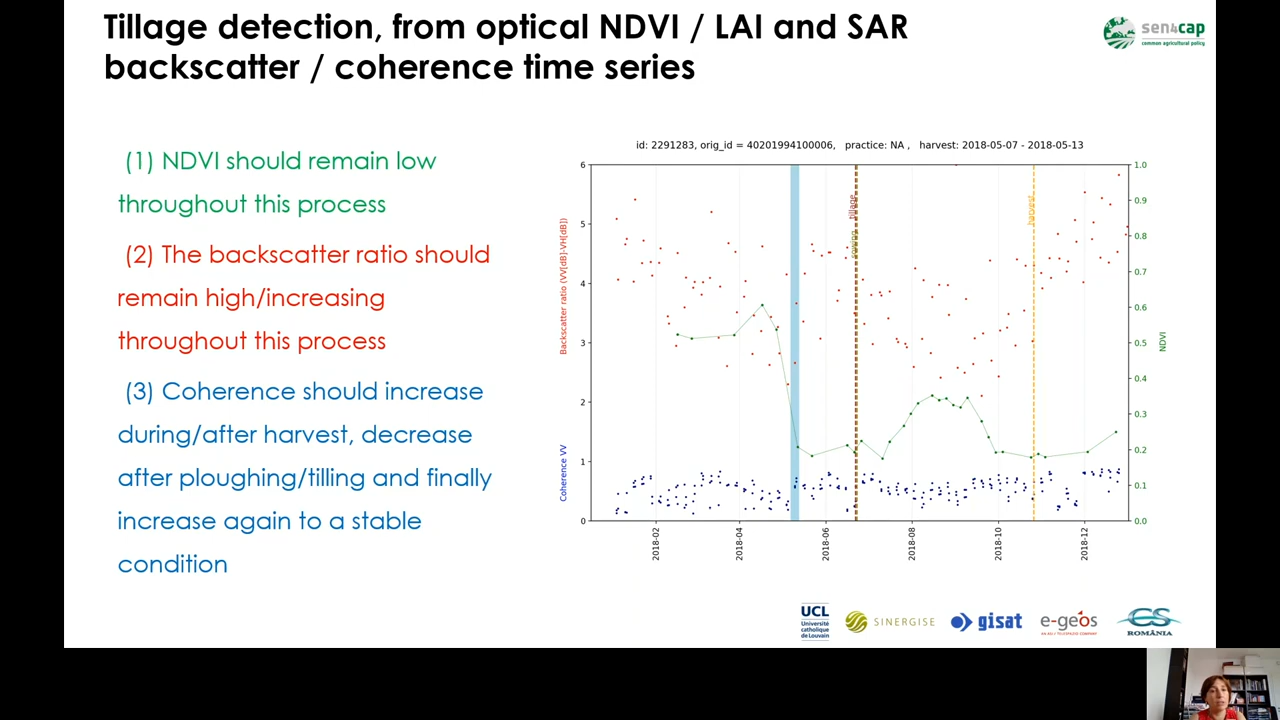 Tillage detection, from optical NDVI / LAI and SAR
backscatter / coherence time series
sen4cap
common agricultural policy
(1) NDVI should remain low
throughout this process
(2) The backscatter ratio should
remain high/increasing
throughout this process
(3) Coherence should increase
during/after harvest, decrease
after ploughing/tilling and finally
increase again to a stable
condition
id: 2291283, orig_id = 40201994100006, practice: NA , harvest: 2018-05-07 - 2018-05-13
Backscatter ratio (VV[dB]-VH[dB])
Coherence VV
6
5
4
3
2
1
0
tillage
harvest
1.0
0.9
0.8
0.7
0.6
0.5
0.4
0.3
0.2
0.1
0.0
NDVI
2018-02
2018-04
2018-06
2018-08
2018-10
2018-12
UCL
Université
catholique
de Louvain
SINERGISE
gisat
e-geos
AN ASI / TELESPAZIO COMPANY
CS
ROMÂNIA